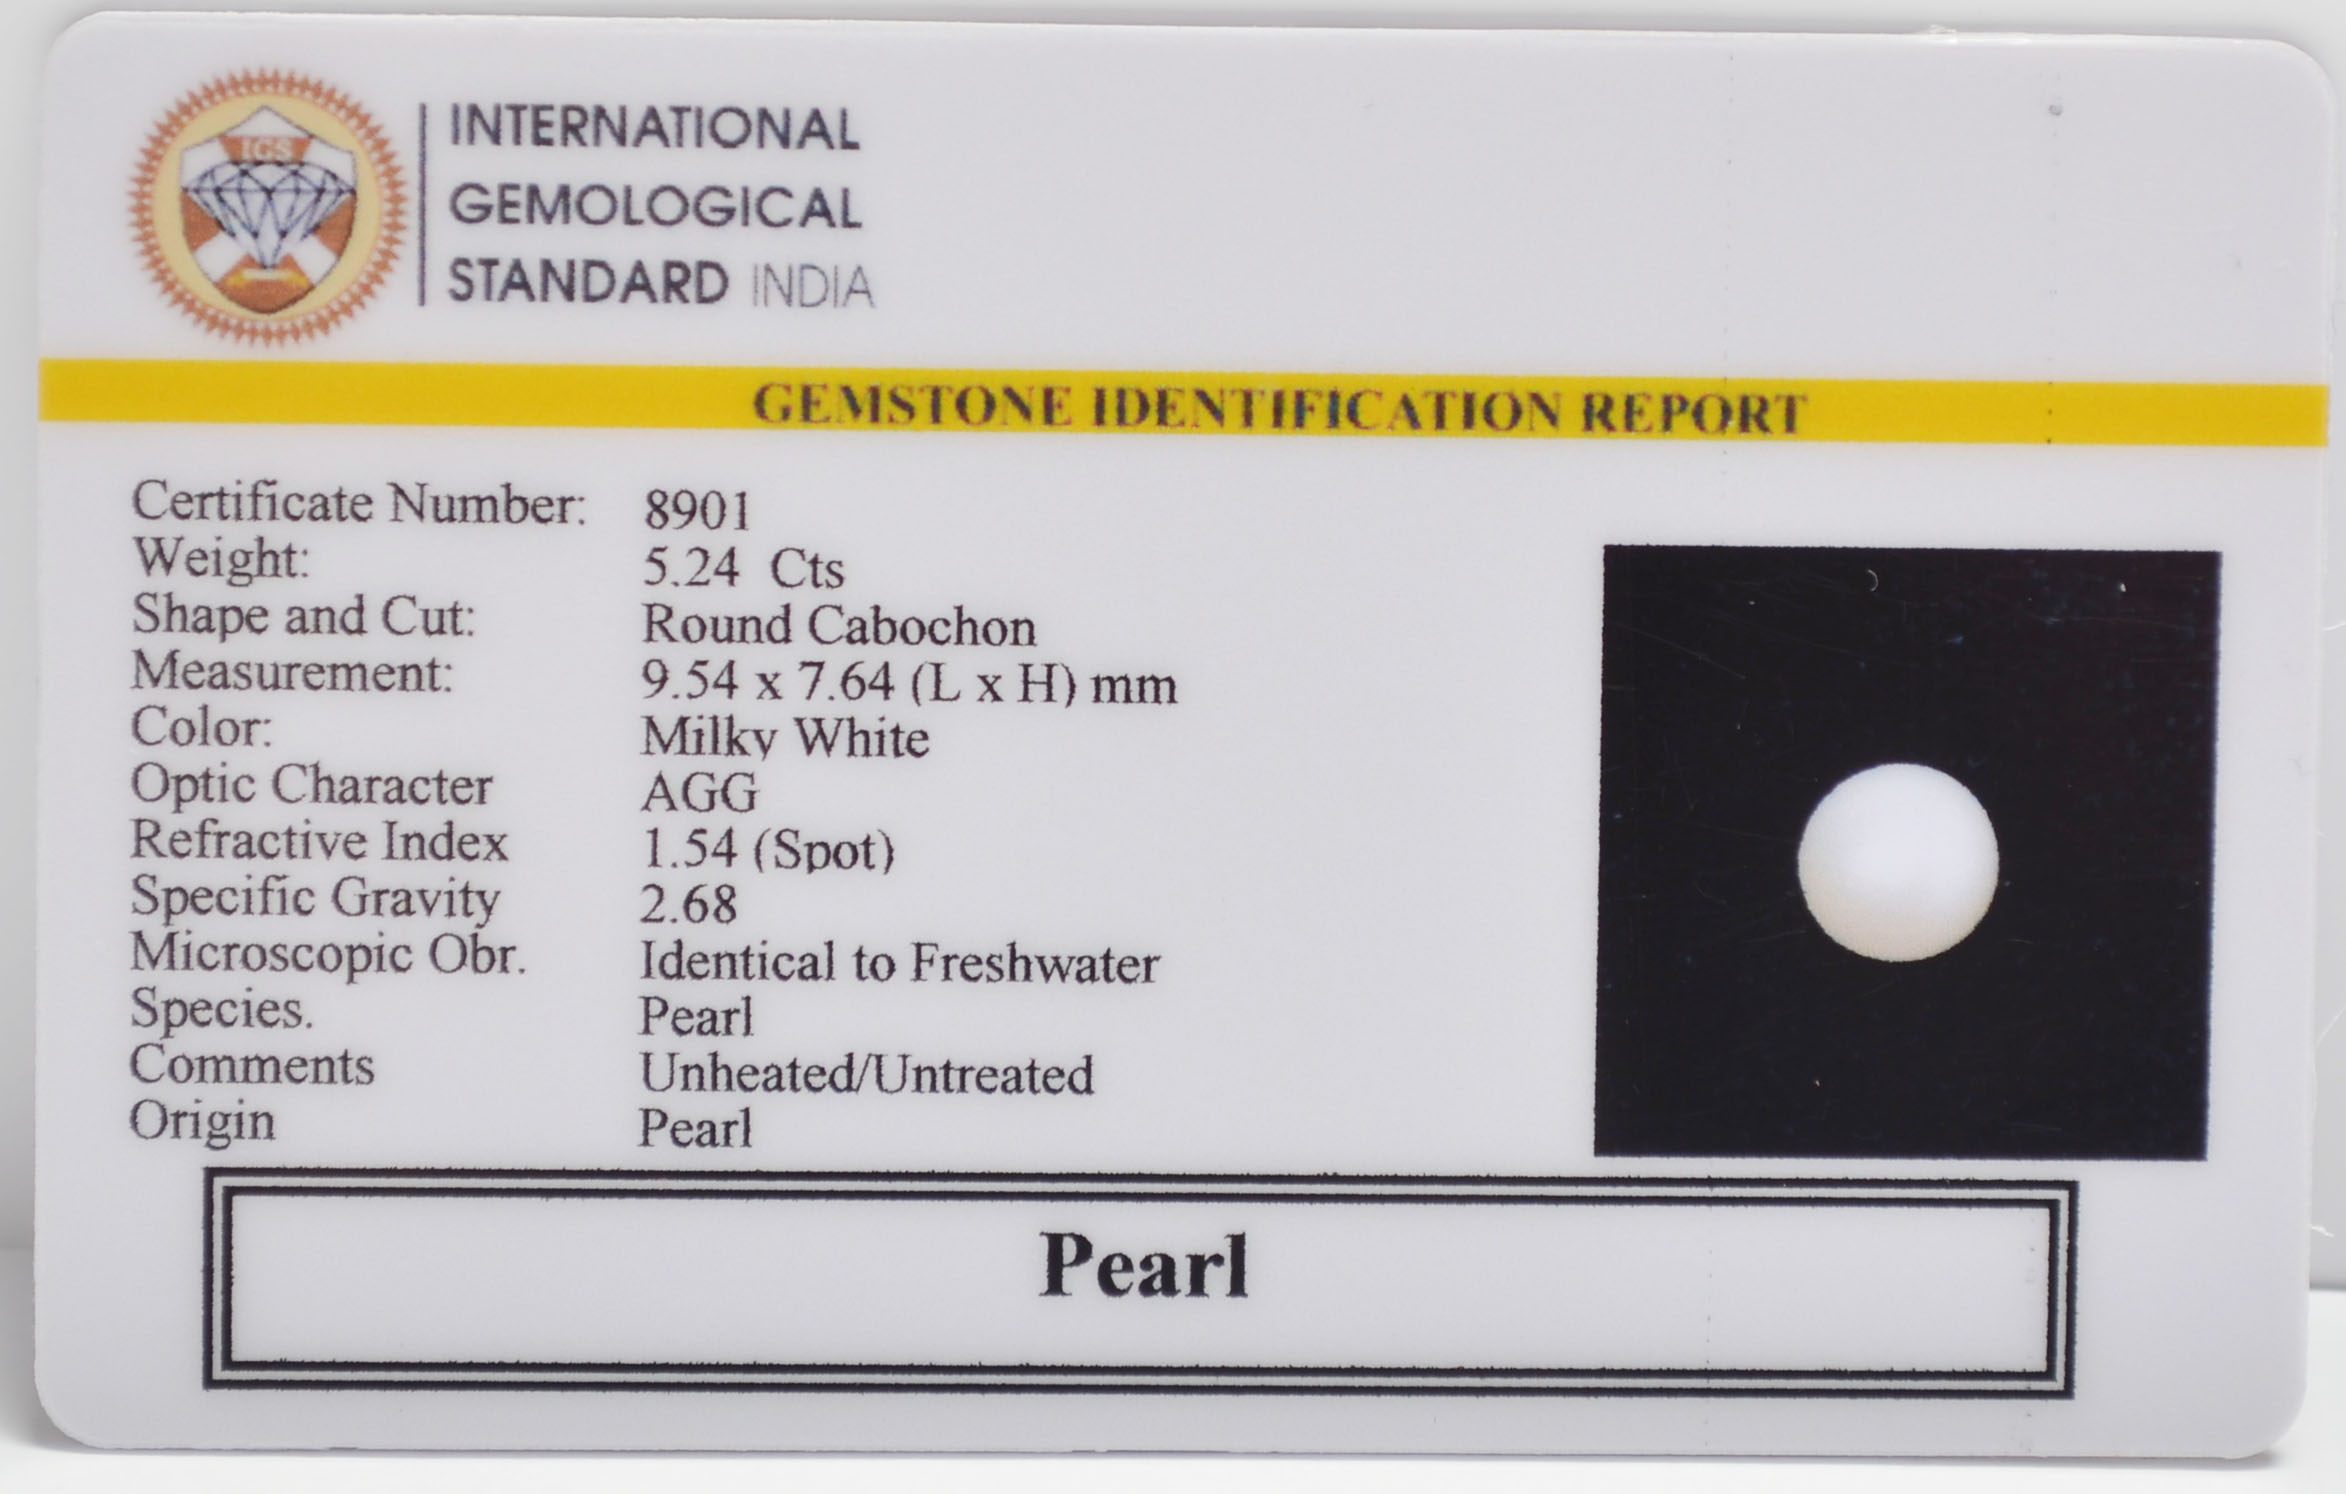 IGS
INTERNATIONAL
GEMOLOGICAL
STANDARD INDIA
GEMSTONE IDENTIFICATION REPORT
Certificate Number: 8901
Weight: 5.24 Cts
Shape and Cut: Round Cabochon
Measurement: 9.54 x 7.64 (L x H) mm
Color: Milky White
Optic Character AGG
Refractive Index 1.54 (Spot)
Specific Gravity 2.68
Microscopic Obr. Identical to Freshwater
Species. Pearl
Comments Unheated/Untreated
Origin Pearl
Pearl